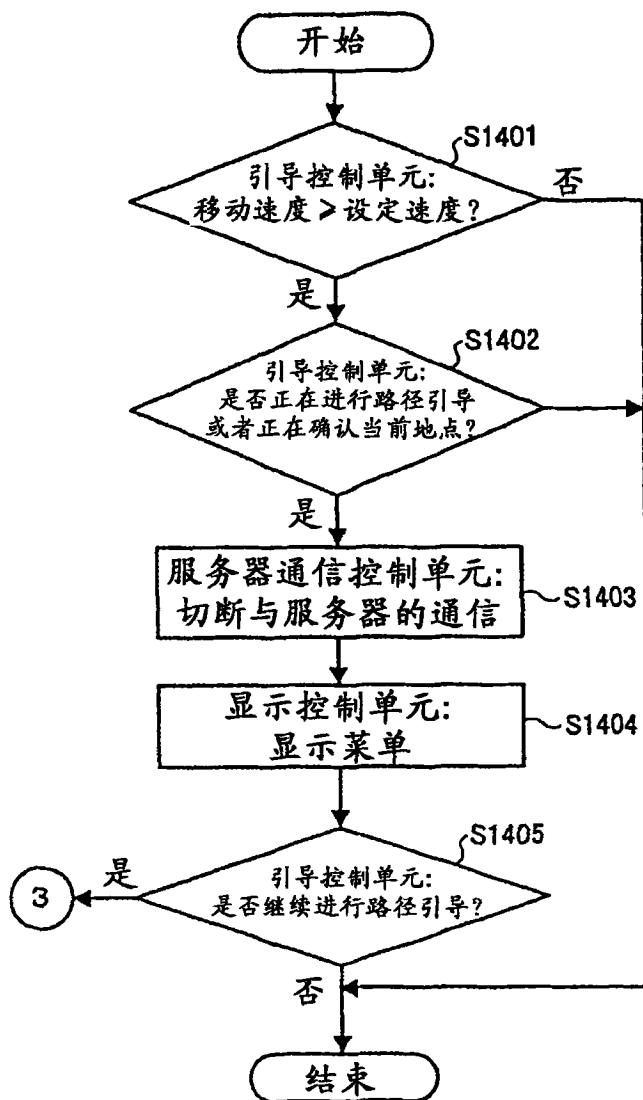 开始
S1401
引导控制单元:
移动速度≥设定速度?
否
是
S1402
引导控制单元:
是否正在进行路径引导
或者正在确认当前地点?
是
服务器通信控制单元:
切断与服务器的通信
S1403
显示控制单元:
显示菜单
S1404
S1405
是
3
引导控制单元:
是否继续进行路径引导?
否
结束